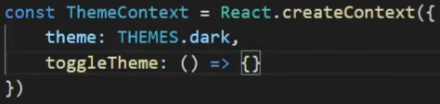 const ThemeContext = React.createContext({
    theme: THEMES.dark,
    toggleTheme: () => {}
})